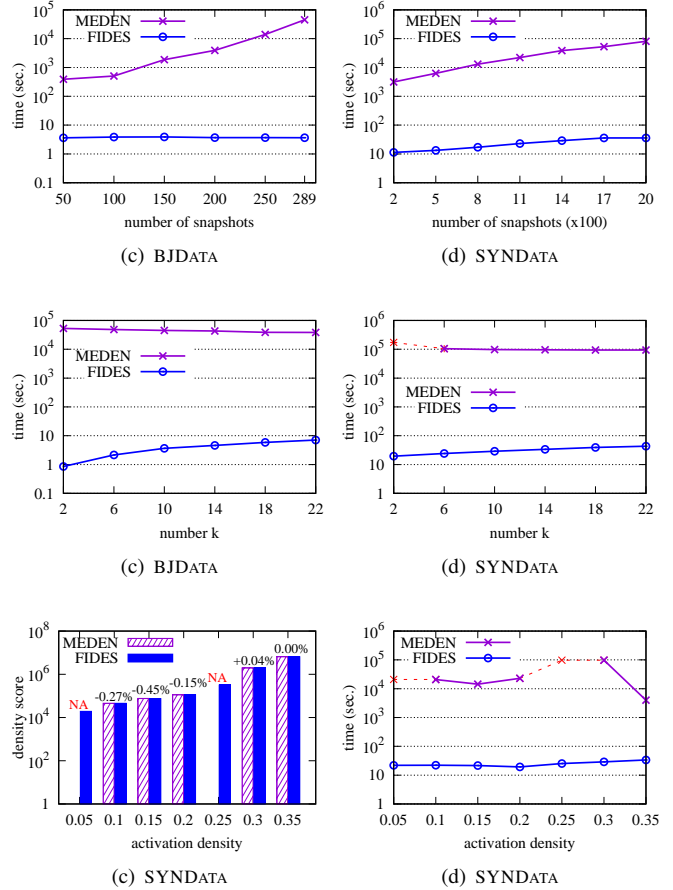 MEDEN
FIDES
time (sec.)
10^5
10^4
10^3
10^2
10
1
0.1
50 100 150 200 250 289
number of snapshots
(c) BJDATA
MEDEN
FIDES
time (sec.)
10^6
10^5
10^4
10^3
10^2
10
1
2 5 8 11 14 17 20
number of snapshots (x100)
(d) SYNDATA
MEDEN
FIDES
time (sec.)
10^5
10^4
10^3
10^2
10
1
0.1
2 6 10 14 18 22
number k
(c) BJDATA
MEDEN
FIDES
time (sec.)
10^6
10^5
10^4
10^3
10^2
10
1
2 6 10 14 18 22
number k
(d) SYNDATA
MEDEN
FIDES
density score
10^8
10^6
10^4
10^2
1
NA -0.27% -0.45% -0.15% NA +0.04% 0.00%
0.05 0.1 0.15 0.2 0.25 0.3 0.35
activation density
(c) SYNDATA
MEDEN
FIDES
time (sec.)
10^6
10^5
10^4
10^3
10^2
10
1
0.05 0.1 0.15 0.2 0.25 0.3 0.35
activation density
(d) SYNDATA